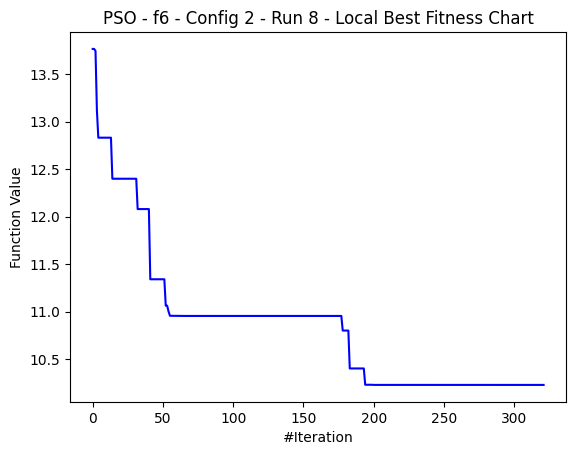 PSO - f6 - Config 2 - Run 8 - Local Best Fitness Chart
13.5
13.0
12.5
12.0
11.5
11.0
10.5
Function Value
0 50 100 150 200 250 300
#Iteration